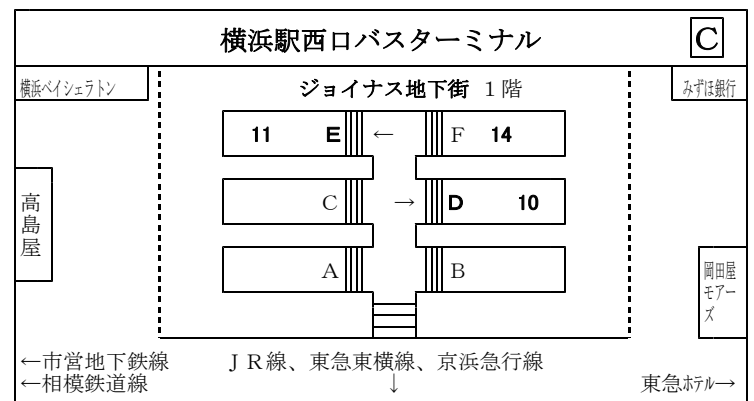 横浜駅西口バスターミナル C
横浜ベイシェラトン
ジョイナス地下街 1階
みずほ銀行
11 E ← F 14
C → D 10
A B
高島屋
岡田屋
モアー
ズ
←市営地下鉄線 JR線、東急東横線、京浜急行線
←相模鉄道線 ↓ 東急ホテル→